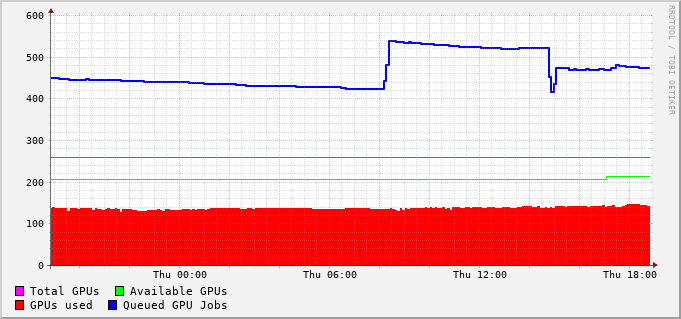 600
500
400
300
200
100
0
Thu 00:00 Thu 06:00 Thu 12:00 Thu 18:00
Total GPUs Available GPUs
GPUs used Queued GPU Jobs
RRDTOOL / TOBI OETIKER